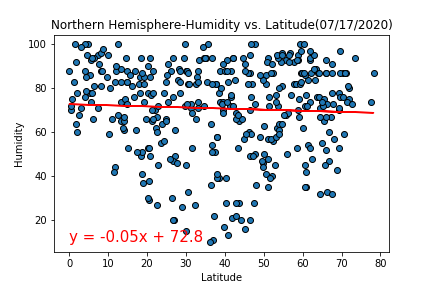 Northern Hemisphere-Humidity vs. Latitude(07/17/2020)
100
80
60
40
20
Humidity
y = -0.05x + 72.8
0 10 20 30 40 50 60 70 80
Latitude